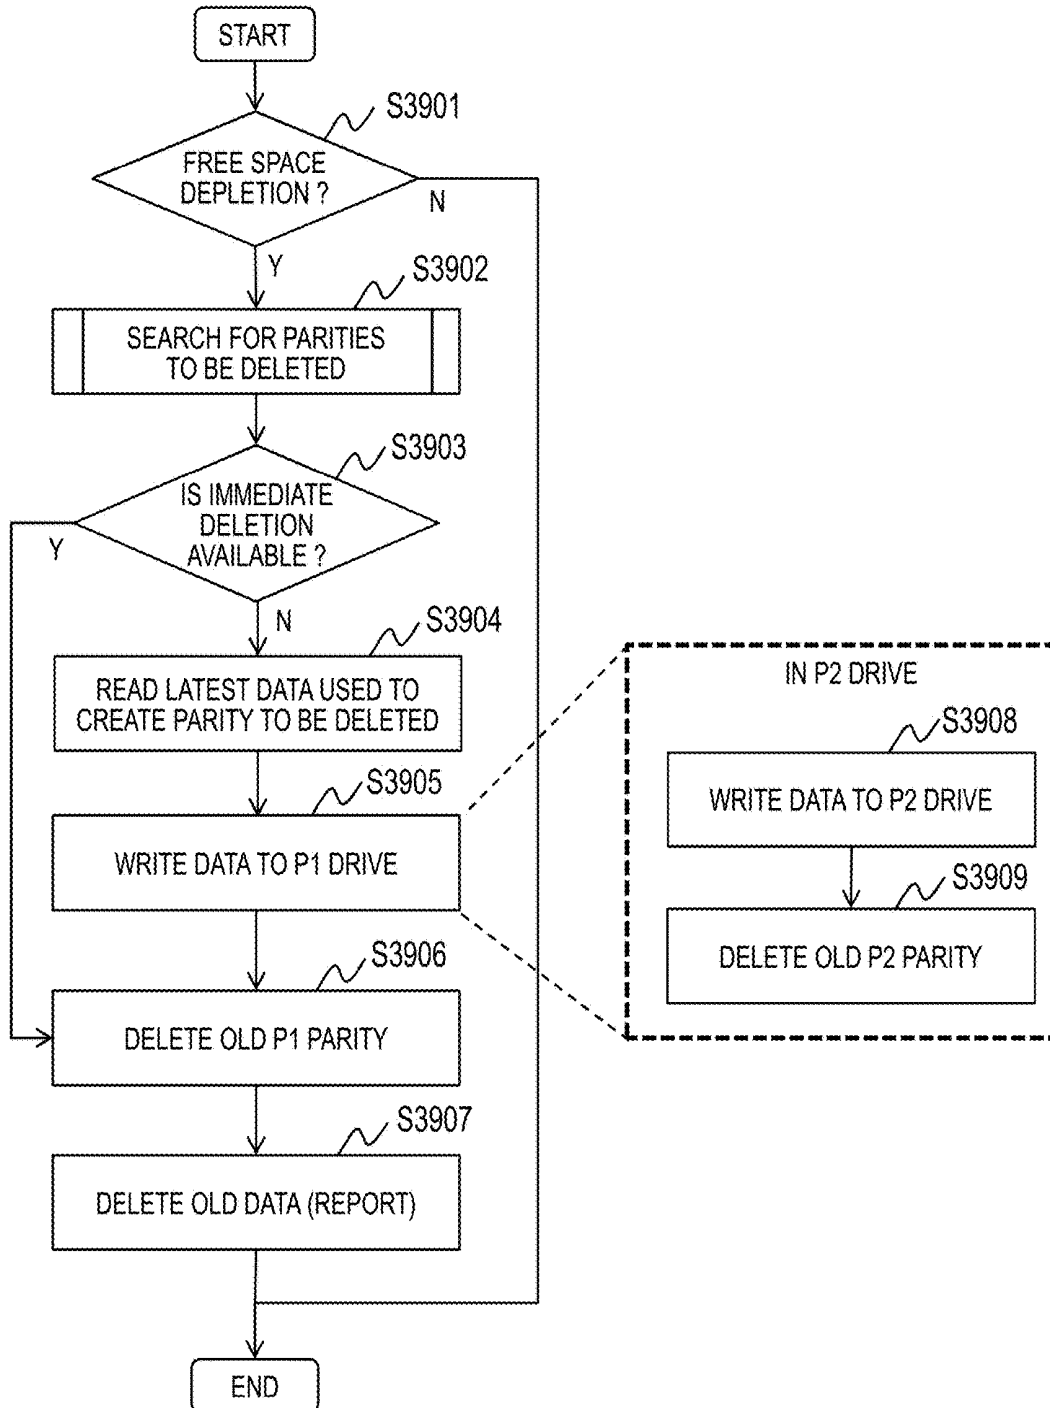 START
S3901
FREE SPACE
DEPLETION ?
N
Y
S3902
SEARCH FOR PARITIES
TO BE DELETED
S3903
IS IMMEDIATE
DELETION
AVAILABLE ?
Y
N
S3904
READ LATEST DATA USED TO
CREATE PARITY TO BE DELETED
S3905
WRITE DATA TO P1 DRIVE
S3906
DELETE OLD P1 PARITY
S3907
DELETE OLD DATA (REPORT)
END
IN P2 DRIVE
S3908
WRITE DATA TO P2 DRIVE
S3909
DELETE OLD P2 PARITY